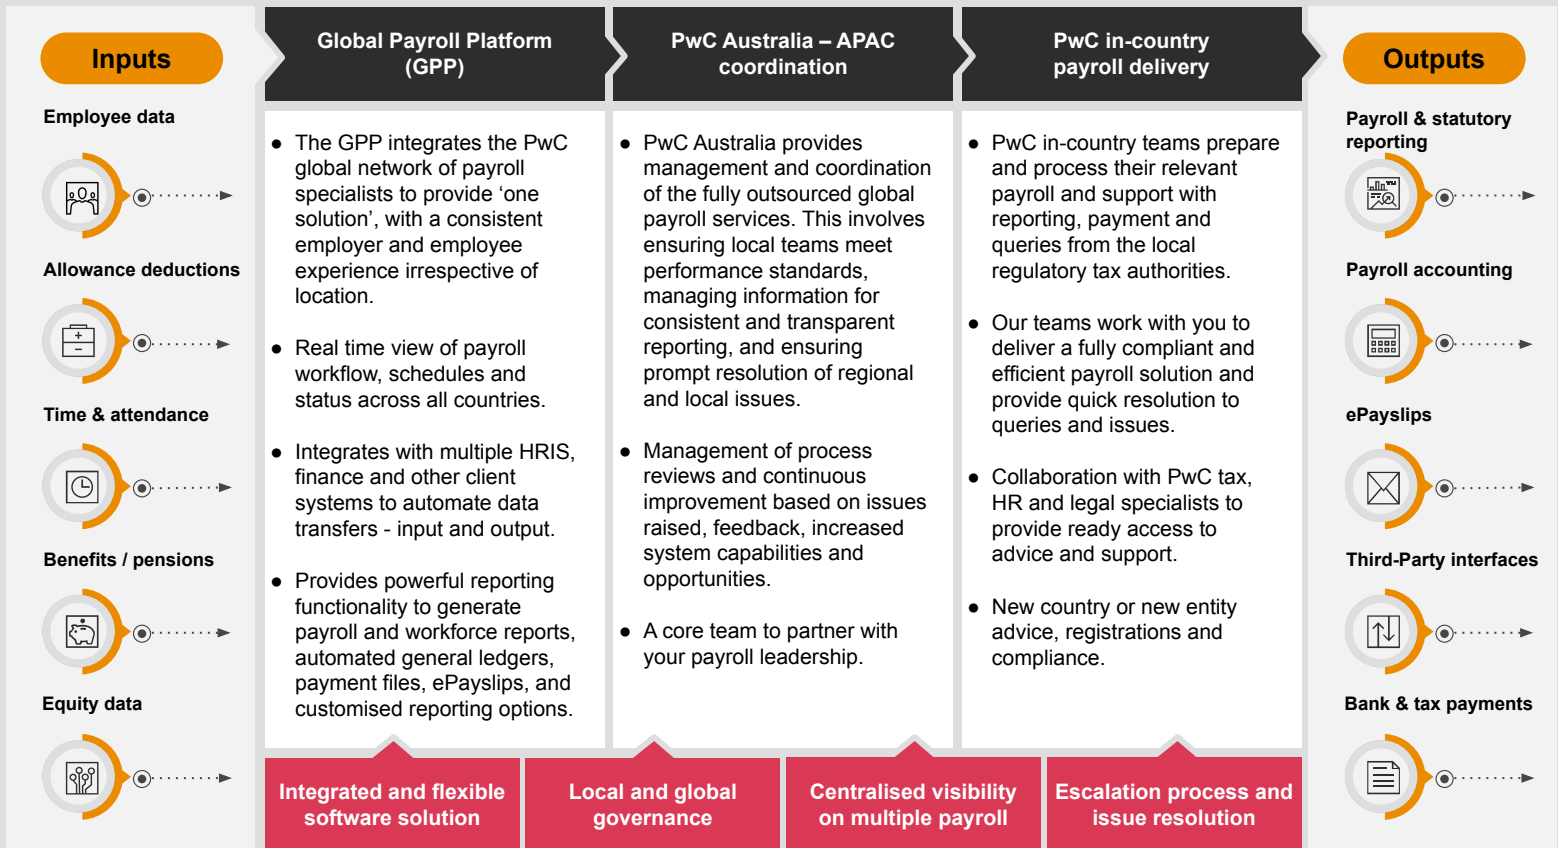 Inputs
Employee data
Allowance deductions
Time & attendance
Benefits / pensions
Equity data
Global Payroll Platform
(GPP)
● The GPP integrates the PwC
global network of payroll
specialists to provide ‘one
solution’, with a consistent
employer and employee
experience irrespective of
location.
● Real time view of payroll
workflow, schedules and
status across all countries.
● Integrates with multiple HRIS,
finance and other client
systems to automate data
transfers - input and output.
● Provides powerful reporting
functionality to generate
payroll and workforce reports,
automated general ledgers,
payment files, ePayslips, and
customised reporting options.
PwC Australia – APAC
coordination
● PwC Australia provides
management and coordination
of the fully outsourced global
payroll services. This involves
ensuring local teams meet
performance standards,
managing information for
consistent and transparent
reporting, and ensuring
prompt resolution of regional
and local issues.
● Management of process
reviews and continuous
improvement based on issues
raised, feedback, increased
system capabilities and
opportunities.
● A core team to partner with
your payroll leadership.
PwC in-country
payroll delivery
● PwC in-country teams prepare
and process their relevant
payroll and support with
reporting, payment and
queries from the local
regulatory tax authorities.
● Our teams work with you to
deliver a fully compliant and
efficient payroll solution and
provide quick resolution to
queries and issues.
● Collaboration with PwC tax,
HR and legal specialists to
provide ready access to
advice and support.
● New country or new entity
advice, registrations and
compliance.
Integrated and flexible
software solution
Local and global
governance
Centralised visibility
on multiple payroll
Escalation process and
issue resolution
Outputs
Payroll & statutory
reporting
Payroll accounting
ePayslips
Third-Party interfaces
Bank & tax payments